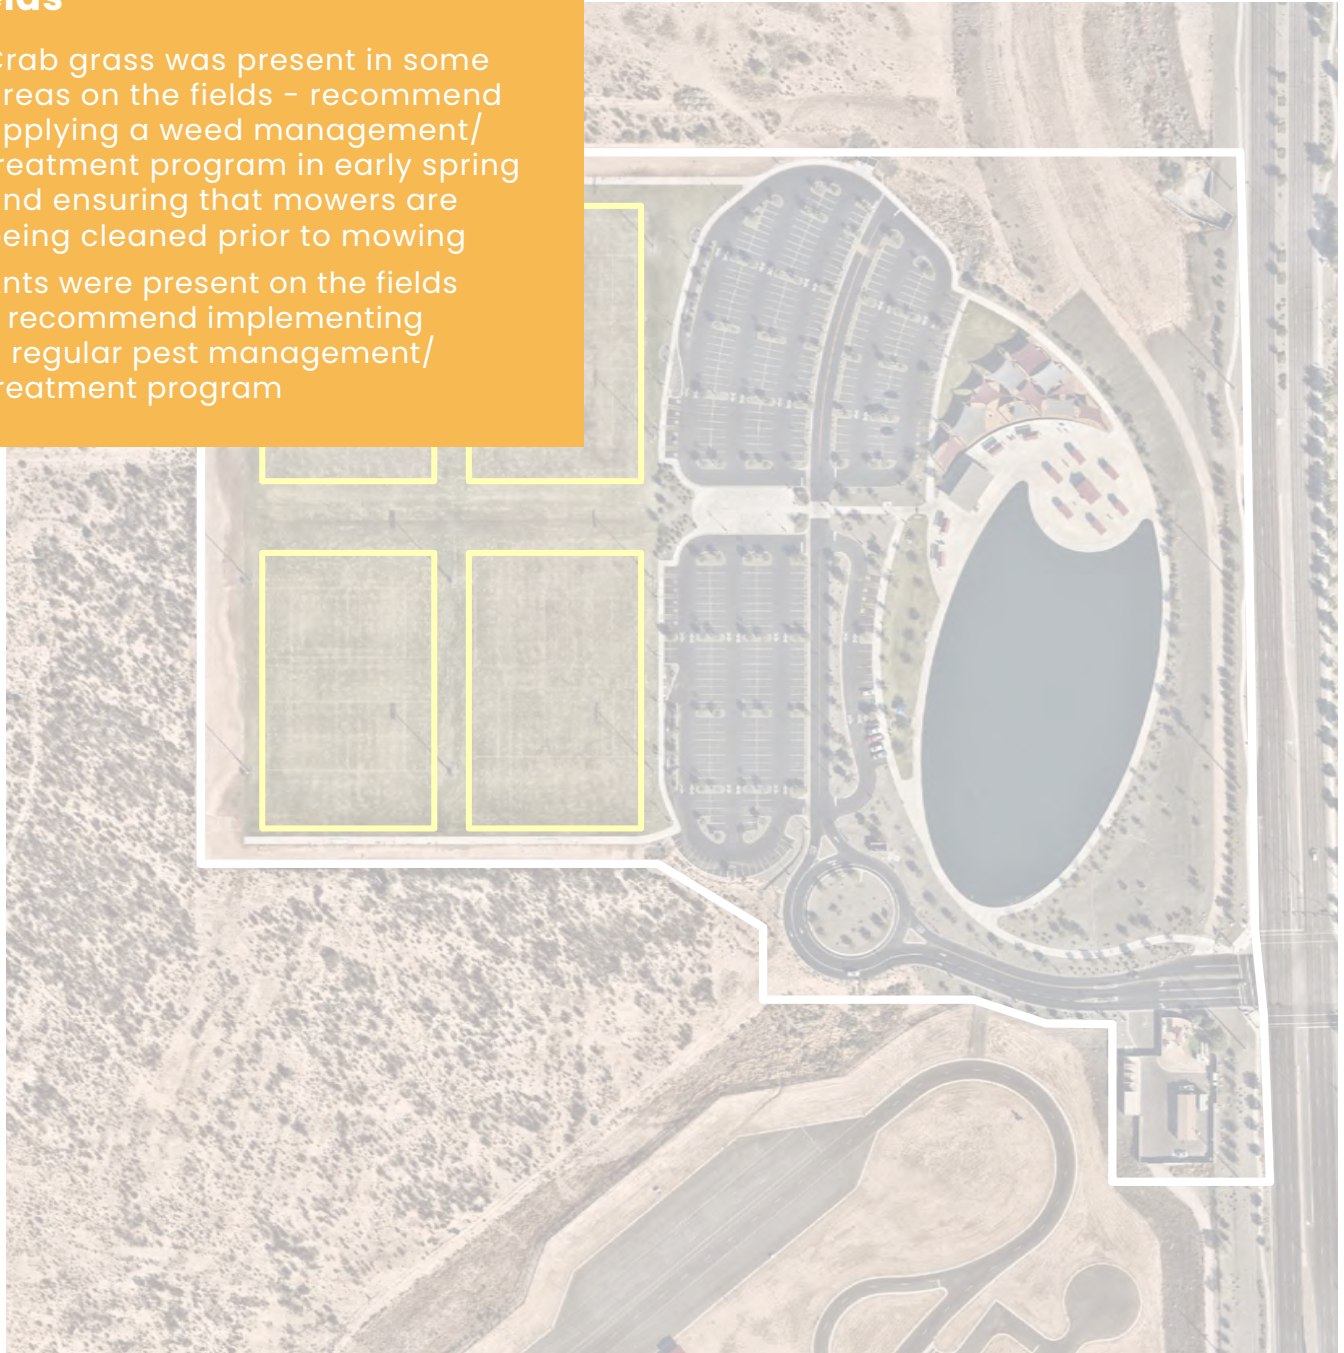 Crab grass was present in some
reas on the fields - recommend
pplying a weed management/
reatment program in early spring
nd ensuring that mowers are
being cleaned prior to mowing
nts were present on the fields
recommend implementing
regular pest management/
reatment program